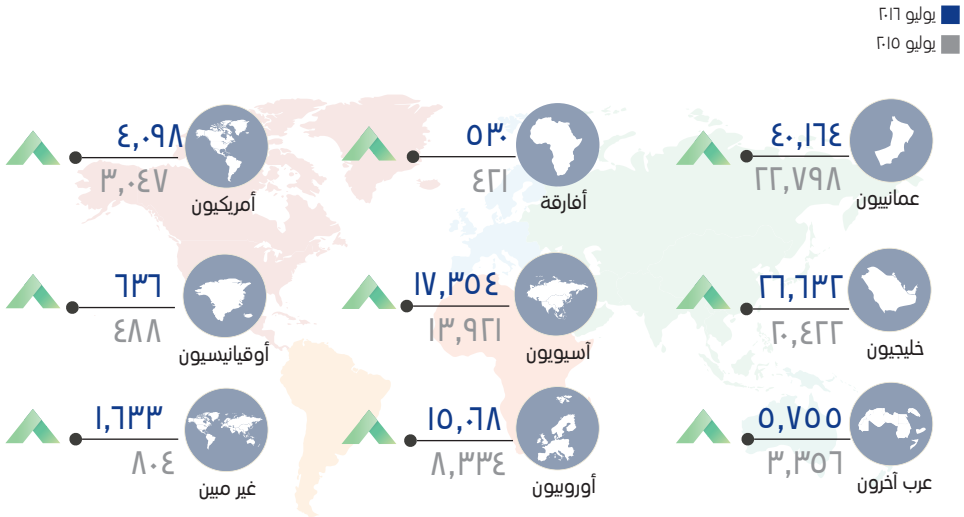 يوليو ٢٠١٦
يوليو ٢٠١٥
٤٠,١٦٤
٢٢,٧٩٨
عمانييون
٥٣٠
٤٢١
أفارقة
٤,٠٩٨
٣,٠٤٧
أمريكيون
٢٦,٦٣٢
٢٠,٤٢٢
خليجيون
١٧,٣٥٤
١٣,٩٢١
آسيويون
٦٣٦
٤٨٨
أوقيانيسيون
٥,٧٥٥
٣,٣٥٦
عرب آخرون
١٥,٠٦٨
٨,٣٣٤
أوروبيون
١,٦٣٣
٨٠٤
غير مبين